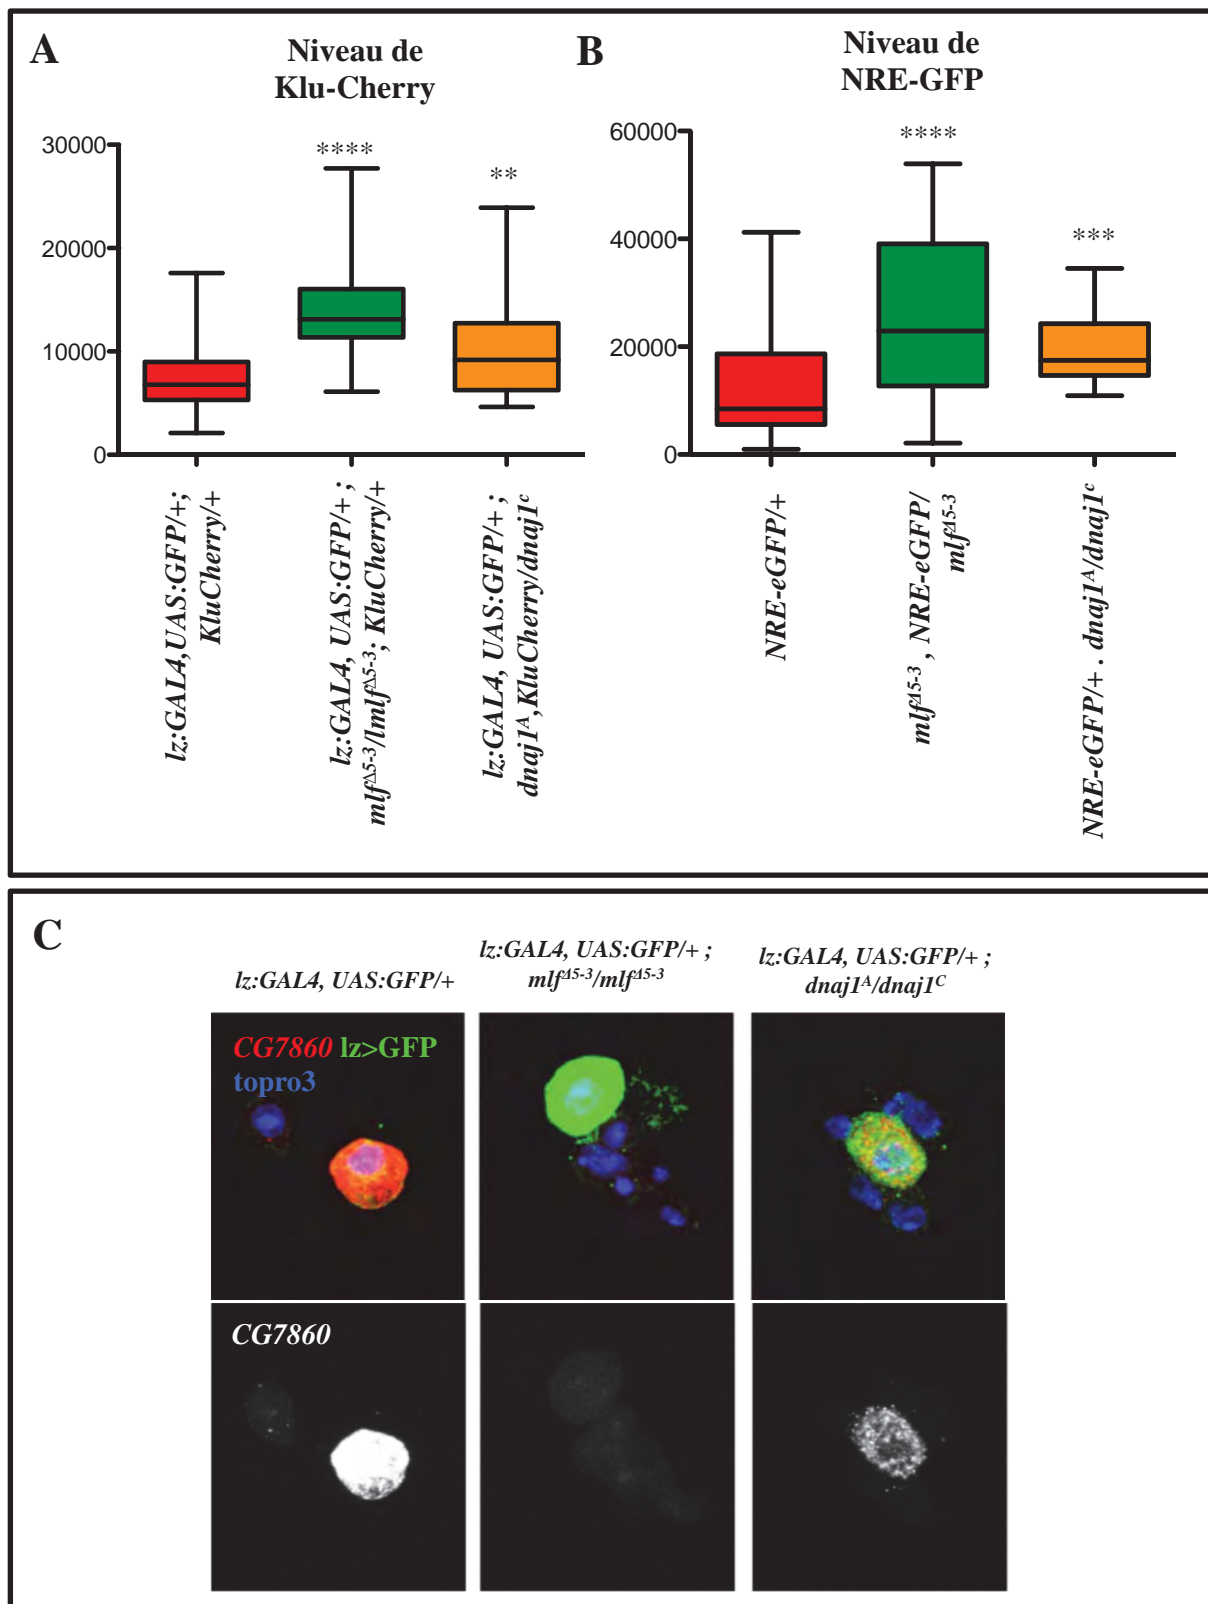 A
Niveau de
Klu-Cherry
30000
20000
10000
0
****
**
lz:GAL4,UAS:GFP/+;
KluCherry/+
lz:GAL4, UAS:GFP/+ ;
mlfΔ5-3/lmlfΔ5-3; KluCherry/+
lz:GAL4, UAS:GFP/+ ;
dnaj1A,KluCherry/dnaj1c
B
Niveau de
NRE-GFP
60000
40000
20000
0
****
***
NRE-eGFP/+
mlfΔ5-3 , NRE-eGFP/
mlfΔ5-3
NRE-eGFP/+ . dnaj1A/dnaj1c
C
lz:GAL4, UAS:GFP/+
lz:GAL4, UAS:GFP/+ ;
mlfΔ5-3/mlfΔ5-3
lz:GAL4, UAS:GFP/+ ;
dnaj1A/dnaj1C
CG7860 lz>GFP
topro3
CG7860